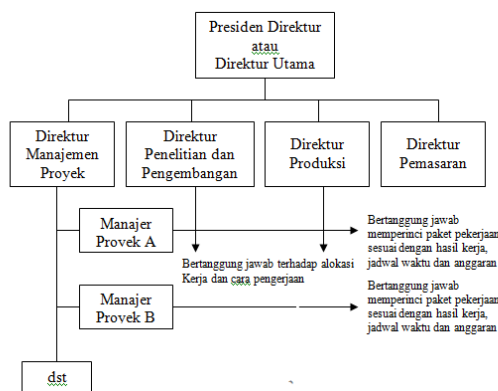 Presiden Direktur
atau
Direktur Utama
Direktur
Manajemen
Proyek
Direktur
Penelitian dan
Pengembangan
Direktur
Produksi
Direktur
Pemasaran
Manajer
Provek A
Bertanggung jawab
memperinci paket pekerjaan
sesuai dengan hasil kerja,
jadwal waktu dan anggaran
Bertanggung jawab terhadap alokasi
Kerja dan cara pengerjaan
Manajer
Provek B
Bertanggung jawab
memperinci paket pekerjaan
sesuai dengan hasil kerja,
jadwal waktu dan anggaran
dst